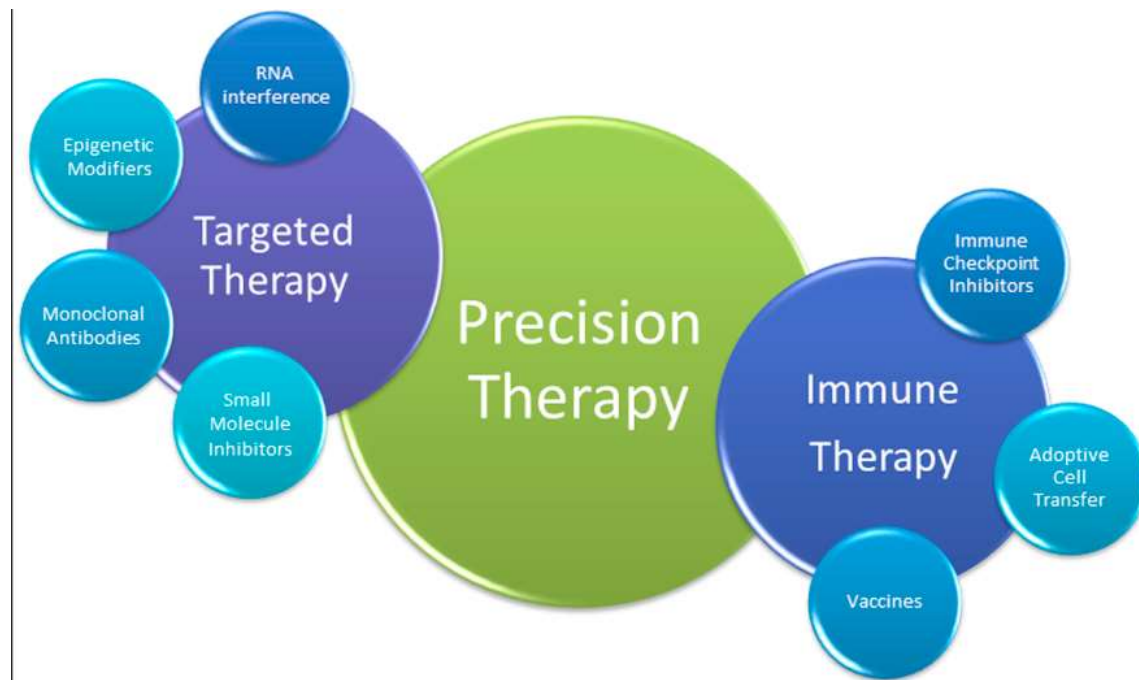 RNA
interference
Epigenetic
Modifiers
Targeted
Therapy
Monoclonal
Antibodies
Small
Molecule
Inhibitors
Precision
Therapy
Immune
Checkpoint
Inhibitors
Immune
Therapy
Adoptive
Cell
Transfer
Vaccines